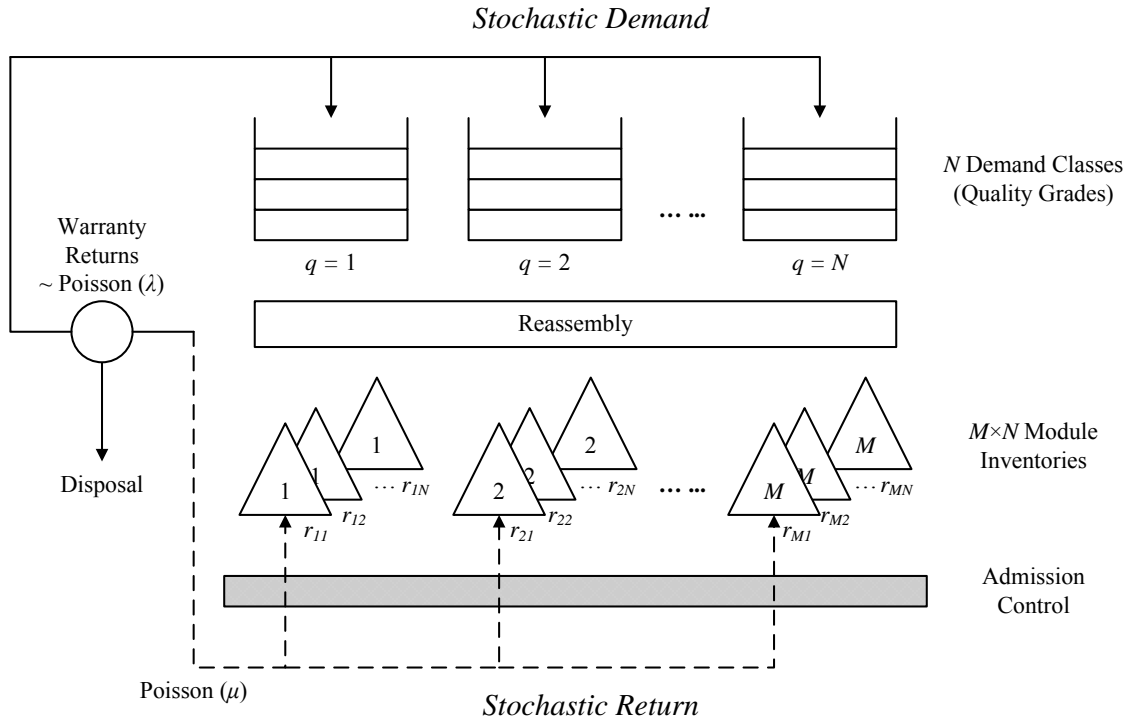 Stochastic Demand
N Demand Classes
(Quality Grades)
… ...
q = 1
q = 2
q = N
Warranty
Returns
~ Poisson (λ)
Reassembly
1
1
1
2
2
2
M
M
M
M×N Module
Inventories
Disposal
… r1N
… r2N
… ...
… rMN
r12
r22
rM2
r11
r21
rM1
Admission
Control
Poisson (μ)
Stochastic Return